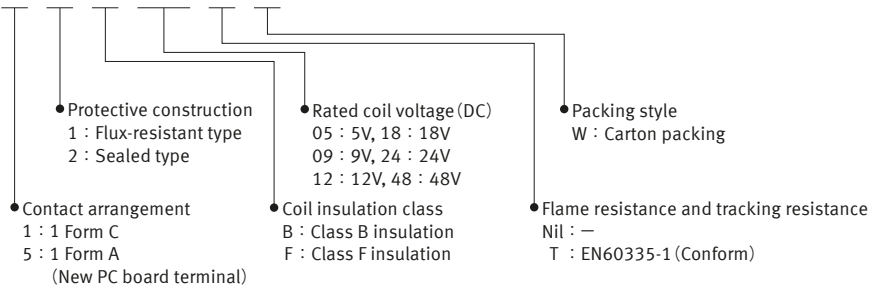 Protective construction
1：Flux-resistant type
2：Sealed type
Rated coil voltage（DC）
05：5V, 18：18V
09：9V, 24：24V
12：12V, 48：48V
Packing style
W：Carton packing
Contact arrangement
1：1 Form C
5：1 Form A
（New PC board terminal）
Coil insulation class
B：Class B insulation
F：Class F insulation
Flame resistance and tracking resistance
Nil：－
T：EN60335-1（Conform）